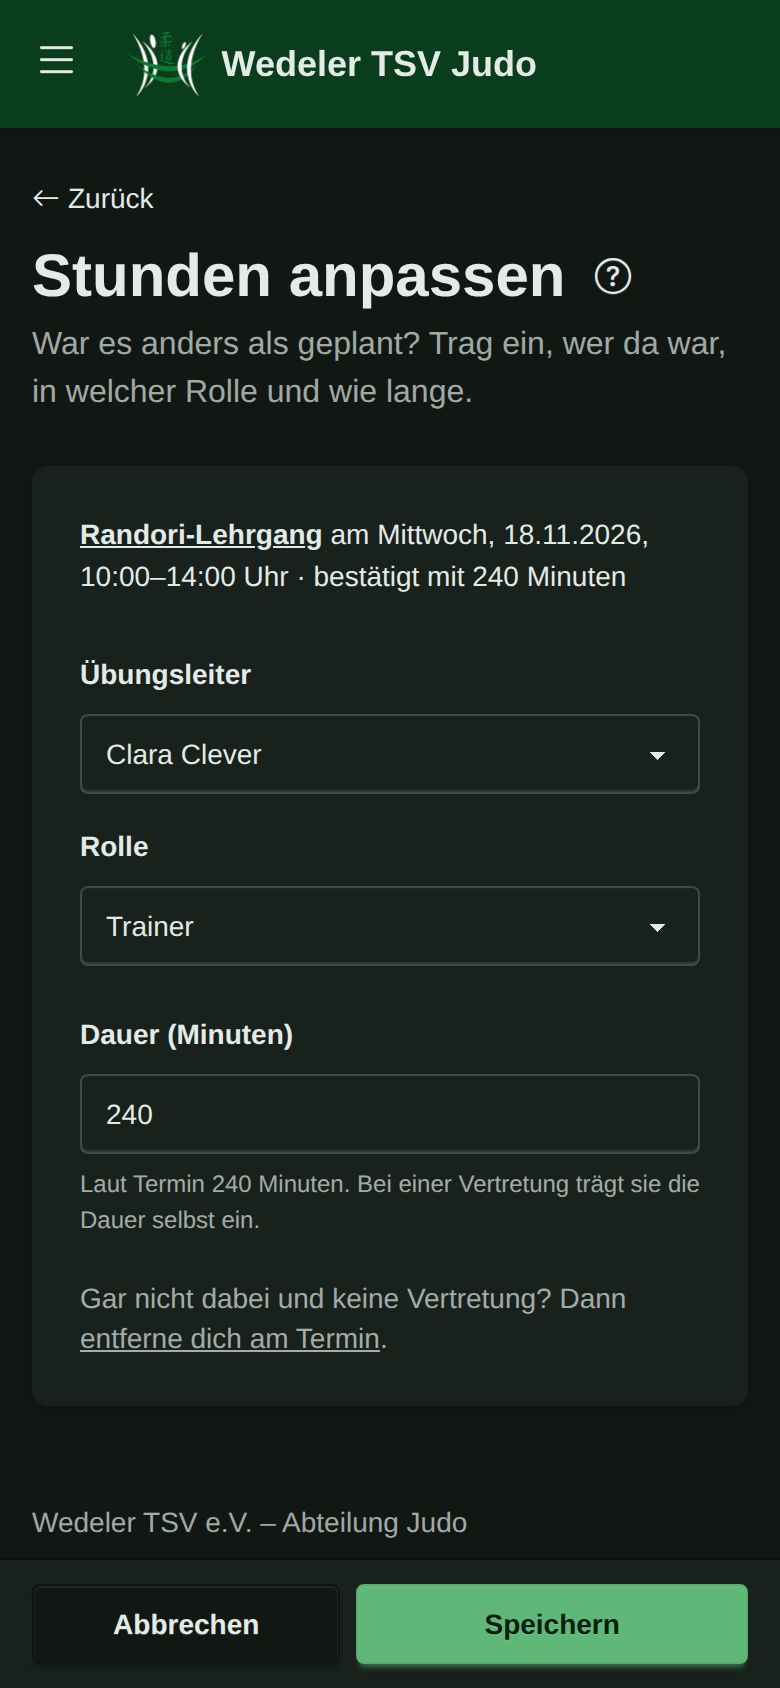 柔道
Wedeler TSV Judo
← Zurück
Stunden anpassen ?
War es anders als geplant? Trag ein, wer da war,
in welcher Rolle und wie lange.
Randori-Lehrgang am Mittwoch, 18.11.2026,
10:00–14:00 Uhr · bestätigt mit 240 Minuten
Übungsleiter
Clara Clever
Rolle
Trainer
Dauer (Minuten)
240
Laut Termin 240 Minuten. Bei einer Vertretung trägt sie die
Dauer selbst ein.
Gar nicht dabei und keine Vertretung? Dann
entferne dich am Termin.
Wedeler TSV e.V. – Abteilung Judo
Abbrechen
Speichern